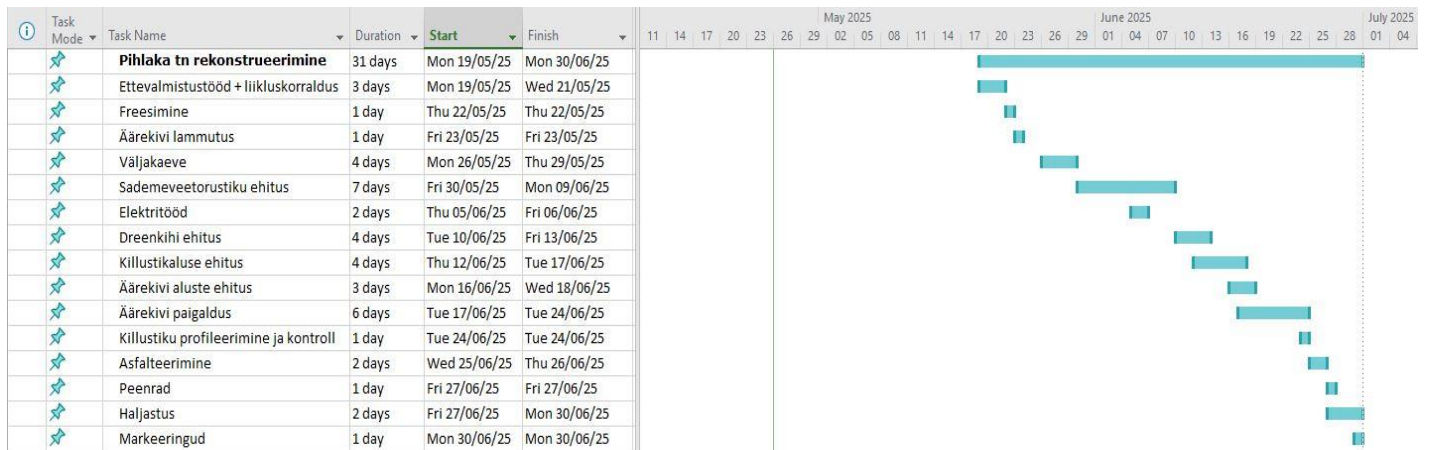 May 2025 June 2025 July 2025
Task Mode Task Name Duration Start Finish 11 14 17 20 23 26 29 02 05 08 11 14 17 20 23 26 29 01 04 07 10 13 16 19 22 25 28 01 04
Pihlaka tn rekonstrueerimine 31 days Mon 19/05/25 Mon 30/06/25
Ettevalmistustööd + liikluskorraldus 3 days Mon 19/05/25 Wed 21/05/25
Freesimine 1 day Thu 22/05/25 Thu 22/05/25
Äärekivi lammutus 1 day Fri 23/05/25 Fri 23/05/25
Väljakaeve 4 days Mon 26/05/25 Thu 29/05/25
Sademeveetorustiku ehitus 7 days Fri 30/05/25 Mon 09/06/25
Elektritööd 2 days Thu 05/06/25 Fri 06/06/25
Dreenkihi ehitus 4 days Tue 10/06/25 Fri 13/06/25
Killustikaluse ehitus 4 days Thu 12/06/25 Tue 17/06/25
Äärekivi aluste ehitus 3 days Mon 16/06/25 Wed 18/06/25
Äärekivi paigaldus 6 days Tue 17/06/25 Tue 24/06/25
Killustiku profileerimine ja kontroll 1 day Tue 24/06/25 Tue 24/06/25
Asfalteerimine 2 days Wed 25/06/25 Thu 26/06/25
Peenrad 1 day Fri 27/06/25 Fri 27/06/25
Haljastus 2 days Fri 27/06/25 Mon 30/06/25
Markeeringud 1 day Mon 30/06/25 Mon 30/06/25